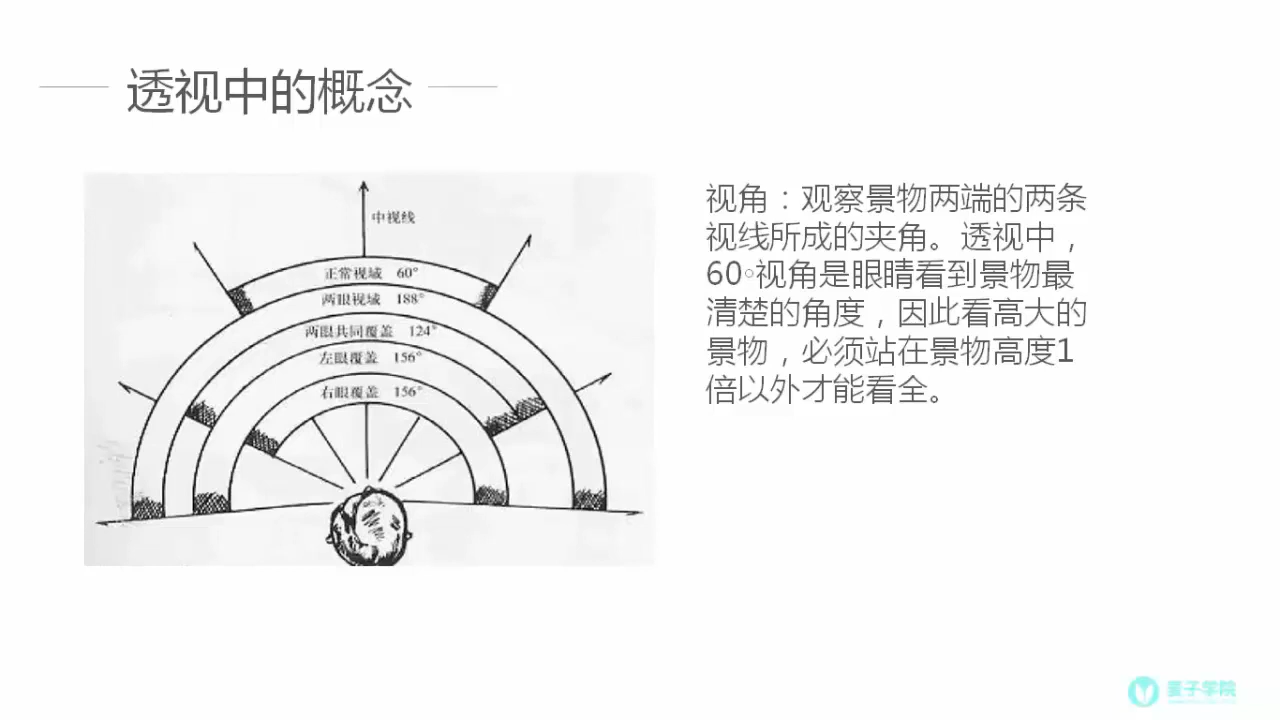 透视中的概念
中视线
正常视域 60°
两眼视域 188°
两眼共同覆盖 124°
左眼覆盖 156°
右眼覆盖 156°
视角：观察景物两端的两条
视线所成的夹角。透视中，
60°视角是眼睛看到景物最
清楚的角度，因此看高大的
景物，必须站在景物高度1
倍以外才能看全。
麦子学院